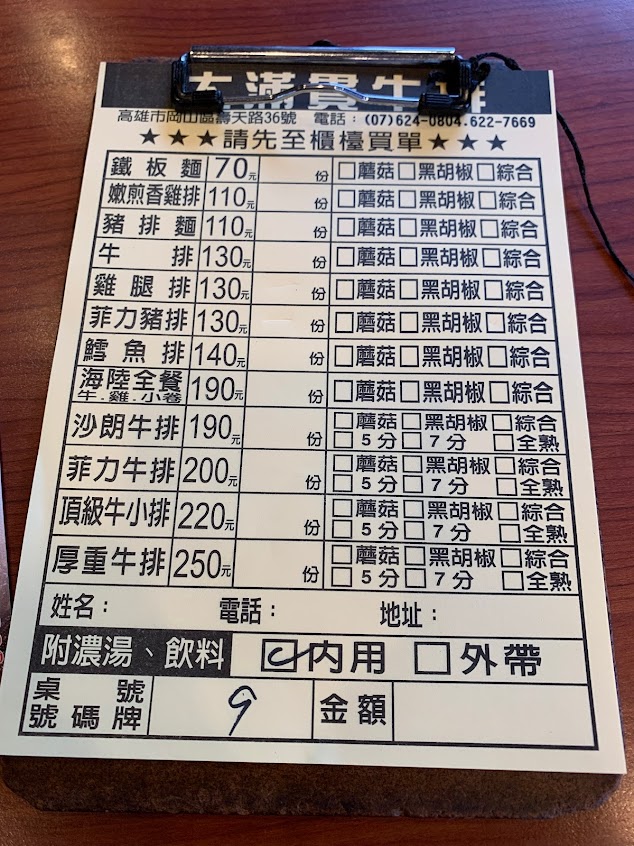 大滿貫牛排
高雄市岡山區壽天路36號 電話：(07)624-0804.622-7669
★★★請先至櫃檯買單★★★
鐵板麵 70元 份 □蘑菇□黑胡椒□綜合
嫩煎香雞排 110元 份 □蘑菇□黑胡椒□綜合
豬排麵 110元 份 □蘑菇□黑胡椒□綜合
牛排 130元 份 □蘑菇□黑胡椒□綜合
雞腿排 130元 份 □蘑菇□黑胡椒□綜合
菲力豬排 130元 份 □蘑菇□黑胡椒□綜合
鱈魚排 140元 份 □蘑菇□黑胡椒□綜合
海陸全餐 190元 份 □蘑菇□黑胡椒□綜合
牛.雞.小卷
沙朗牛排 190元 份 □蘑菇□黑胡椒□綜合
□5分□7分□全熟
菲力牛排 200元 份 □蘑菇□黑胡椒□綜合
□5分□7分□全熟
頂級牛小排 220元 份 □蘑菇□黑胡椒□綜合
□5分□7分□全熟
厚重牛排 250元 份 □蘑菇□黑胡椒□綜合
□5分□7分□全熟
姓名： 電話： 地址：
附濃湯、飲料 ☑內用 □外帶
桌號 9 金額
號碼牌